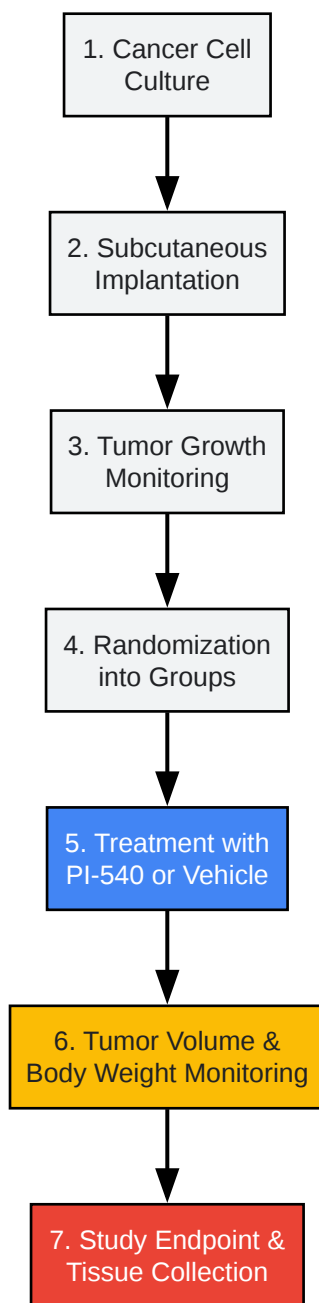 1. Cancer Cell
Culture
2. Subcutaneous
Implantation
3. Tumor Growth
Monitoring
4. Randomization
into Groups
5. Treatment with
PI-540 or Vehicle
6. Tumor Volume &
Body Weight Monitoring
7. Study Endpoint &
Tissue Collection